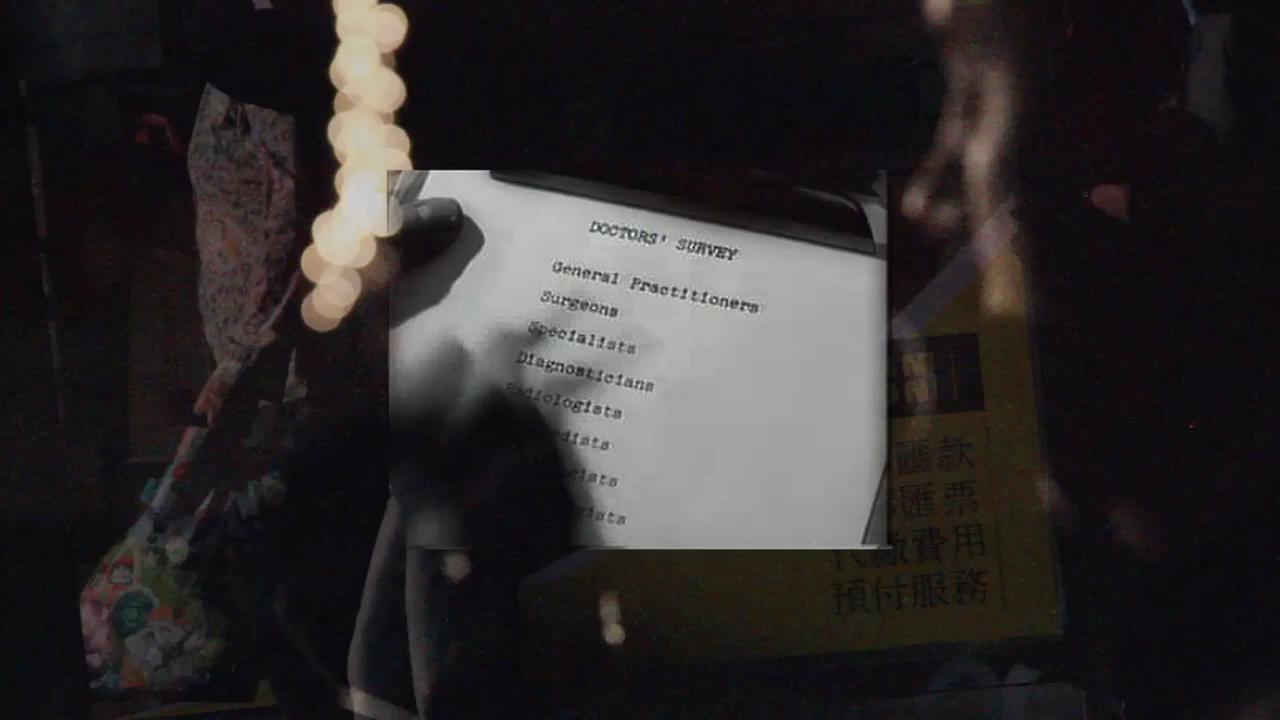 DOCTORS' SURVEY
General Practitioners
Surgeons
Specialists
Diagnosticians
Radiologists
匯款
匯票
代繳費用
預付服務